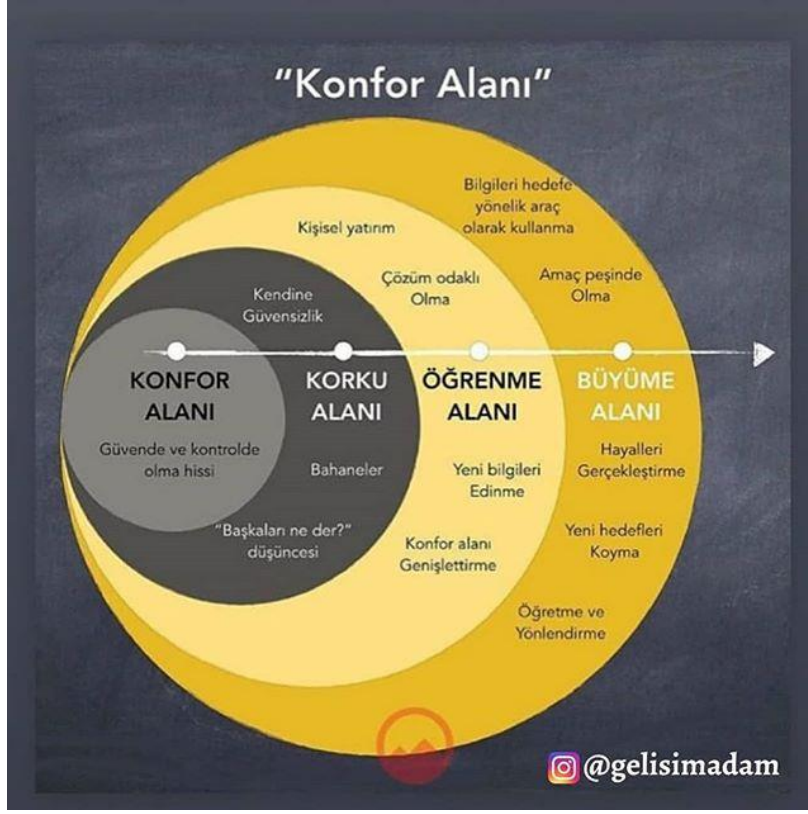 "Konfor Alanı"
Bilgileri hedefe
yönelik araç
olarak kullanma
Kişisel yatırım
Çözüm odaklı
Olma
Amaç peşinde
Olma
Kendine
Güvensizlik
KONFOR
ALANI
KORKU
ALANI
ÖĞRENME
ALANI
BÜYÜME
ALANI
Güvende ve kontrolde
olma hissi
Bahaneler
Yeni bilgileri
Edinme
Hayalleri
Gerçekleştirme
"Başkaları ne der?"
düşüncesi
Konfor alanı
Genişlettirme
Yeni hedefleri
Koyma
Öğretme ve
Yönlendirme
@gelisimadam